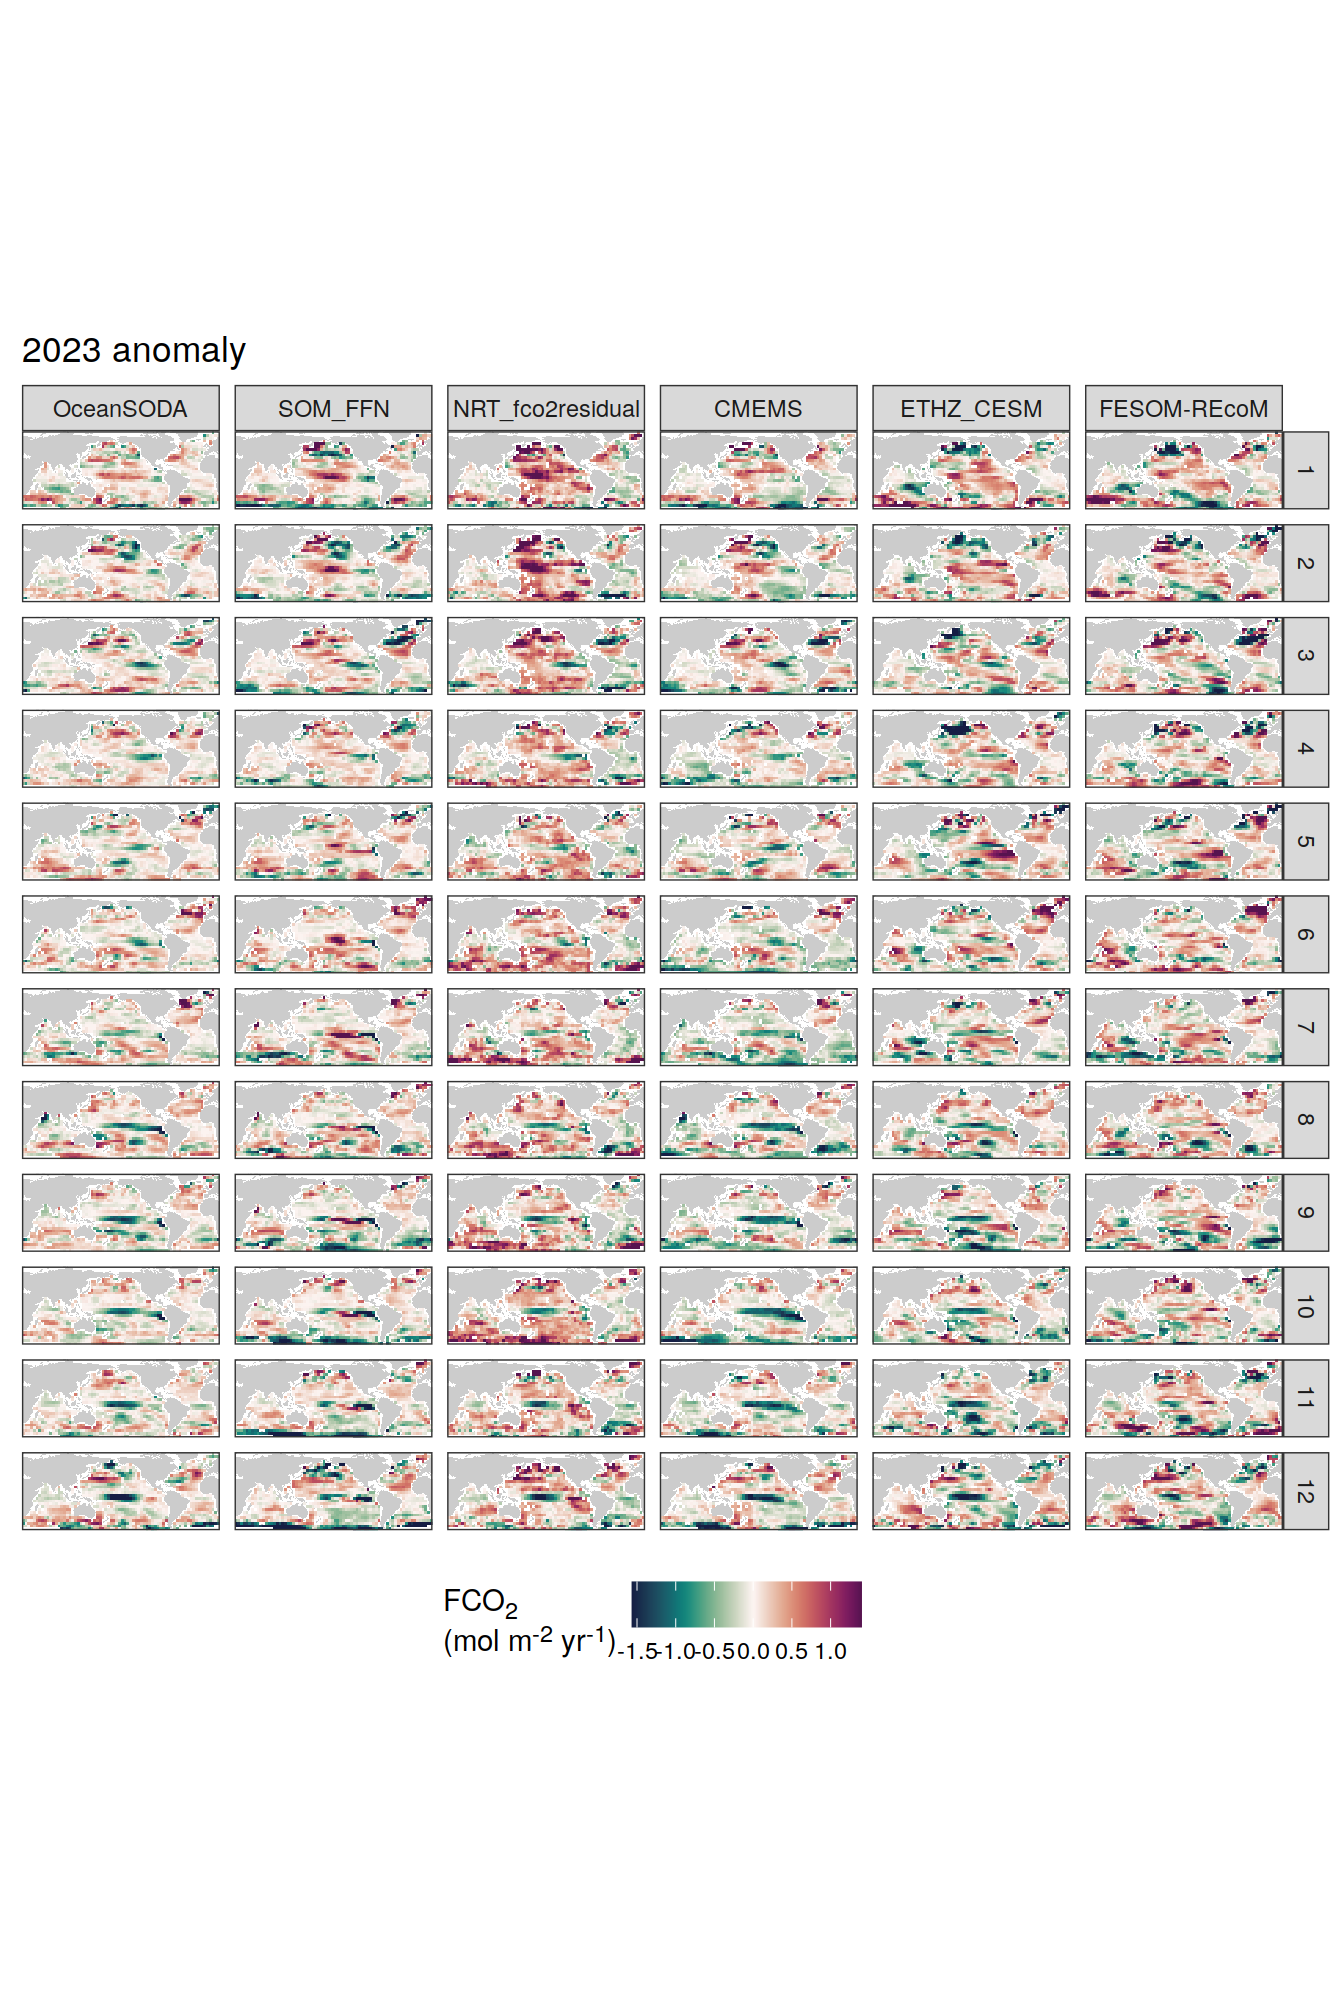 2023 anomaly
OceanSODA SOM_FFN NRT_fco2residual CMEMS ETHZ_CESM FESOM-REcoM
1
2
3
4
5
6
7
8
9
10
11
12
FCO2
(mol m-2 yr-1)
-1.5 -1.0 -0.5 0.0 0.5 1.0